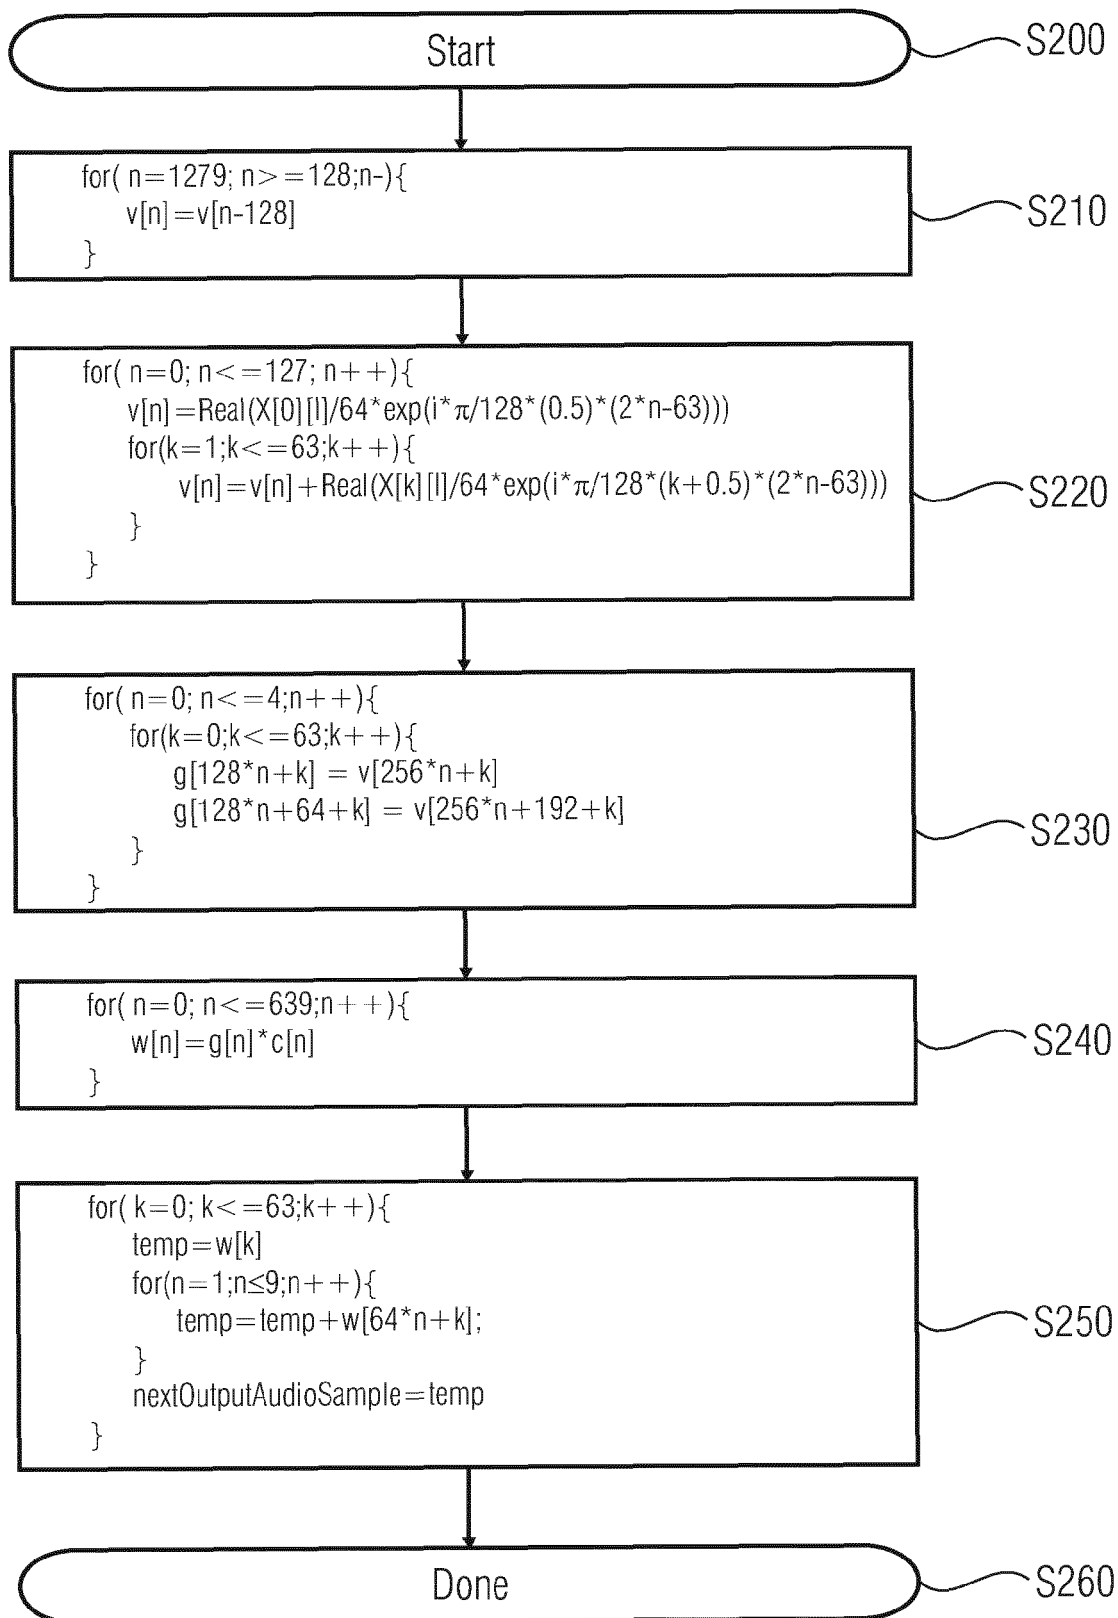 Start
S200
for( n=1279; n>=128;n-){
v[n]=v[n-128]
}
S210
for( n=0; n<=127; n++){
v[n]=Real(X[0][l]/64*exp(i*π/128*(0.5)*(2*n-63)))
for(k=1;k<=63;k++){
v[n]=v[n]+Real(X[k][l]/64*exp(i*π/128*(k+0.5)*(2*n-63)))
}
}
S220
for( n=0; n<=4;n++){
for(k=0;k<=63;k++){
g[128*n+k] = v[256*n+k]
g[128*n+64+k] = v[256*n+192+k]
}
}
S230
for( n=0; n<=639;n++){
w[n]=g[n]*c[n]
}
S240
for( k=0; k<=63;k++){
temp=w[k]
for(n=1;n≤9;n++){
temp=temp+w[64*n+k];
}
nextOutputAudioSample=temp
}
S250
Done
S260